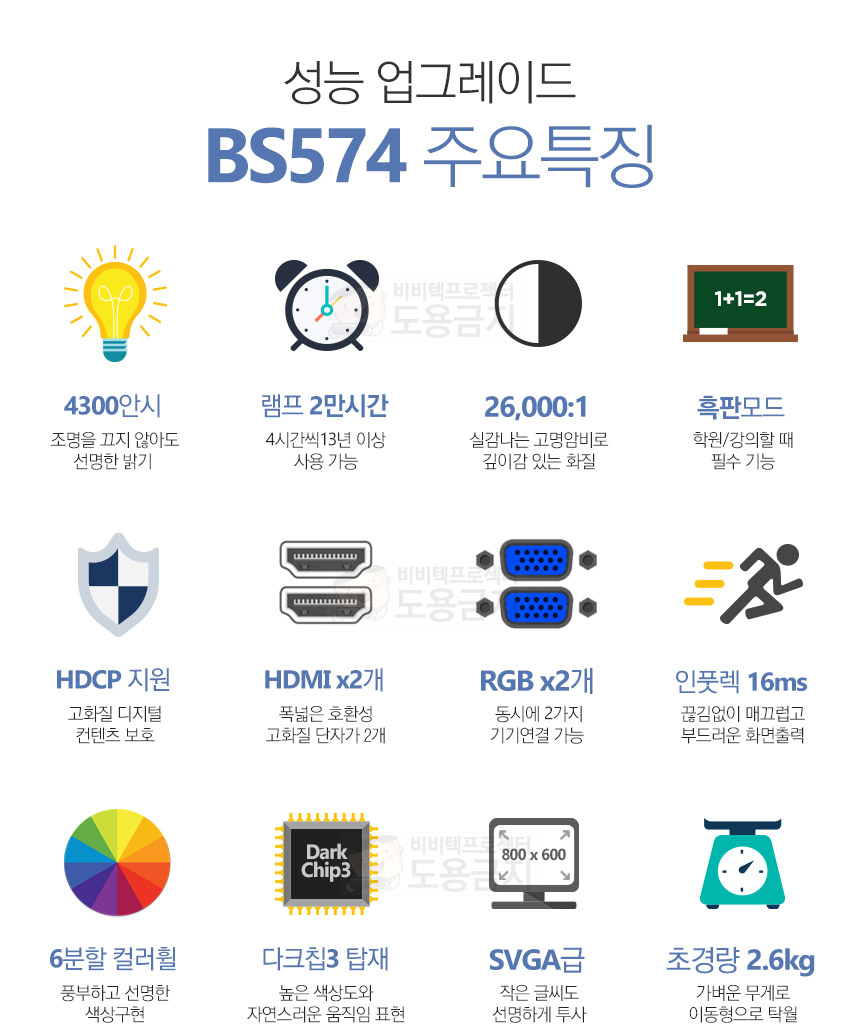 성능 업그레이드
BS574 주요특징
비비텍프로젝터
도용금지
1+1=2
4300안시
조명을 끄지 않아도
선명한 밝기
램프 2만시간
4시간씩13년 이상
사용 가능
26,000:1
실감나는 고명암비로
깊이감 있는 화질
흑판모드
학원/강의할 때
필수 기능
비비텍프로젝터
도용금지
HDCP 지원
고화질 디지털
컨텐츠 보호
HDMI x2개
폭넓은 호환성
고화질 단자가 2개
RGB x2개
동시에 2가지
기기연결 가능
인풋렉 16ms
끊김없이 매끄럽고
부드러운 화면출력
Dark
Chip3
비비텍프로젝터
도용금지
800 x 600
6분할 컬러휠
풍부하고 선명한
색상구현
다크칩3 탑재
높은 색상도와
자연스러운 움직임 표현
SVGA급
작은 글씨도
선명하게 투사
초경량 2.6kg
가벼운 무게로
이동형으로 탁월